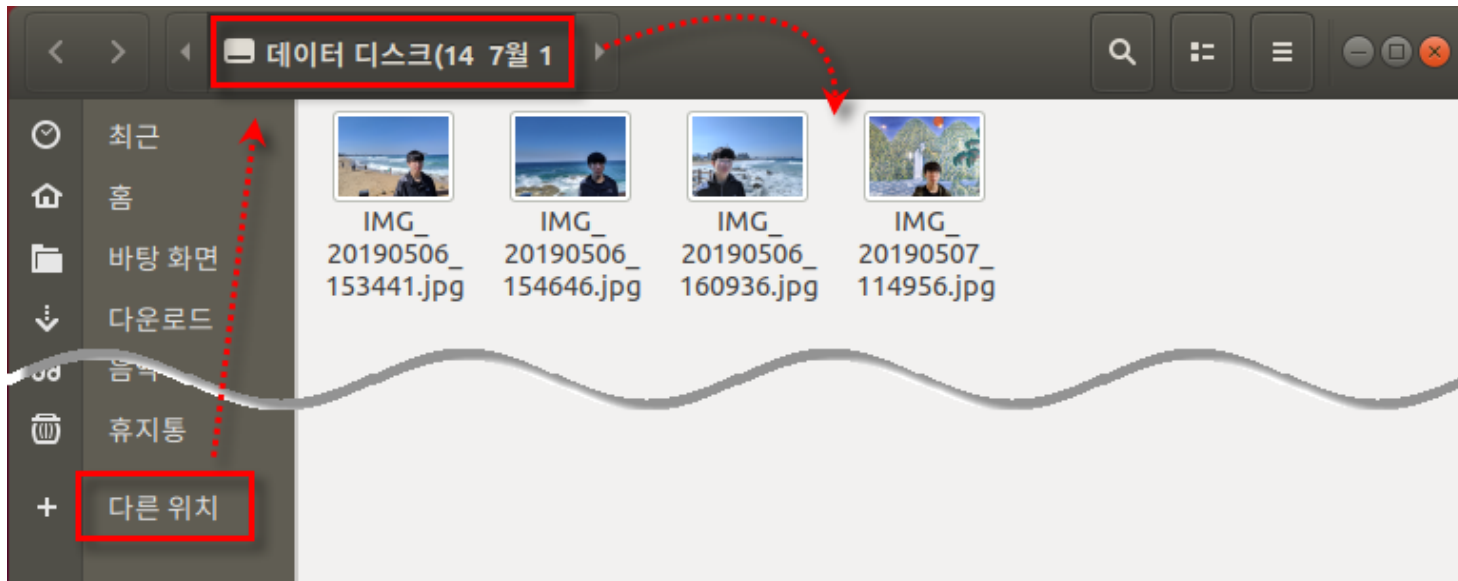 데이터 디스크(14 7월 1
최근
홈
바탕 화면
다운로드
휴지통
다른 위치
IMG_
20190506_
153441.jpg
IMG_
20190506_
154646.jpg
IMG_
20190506_
160936.jpg
IMG_
20190507_
114956.jpg